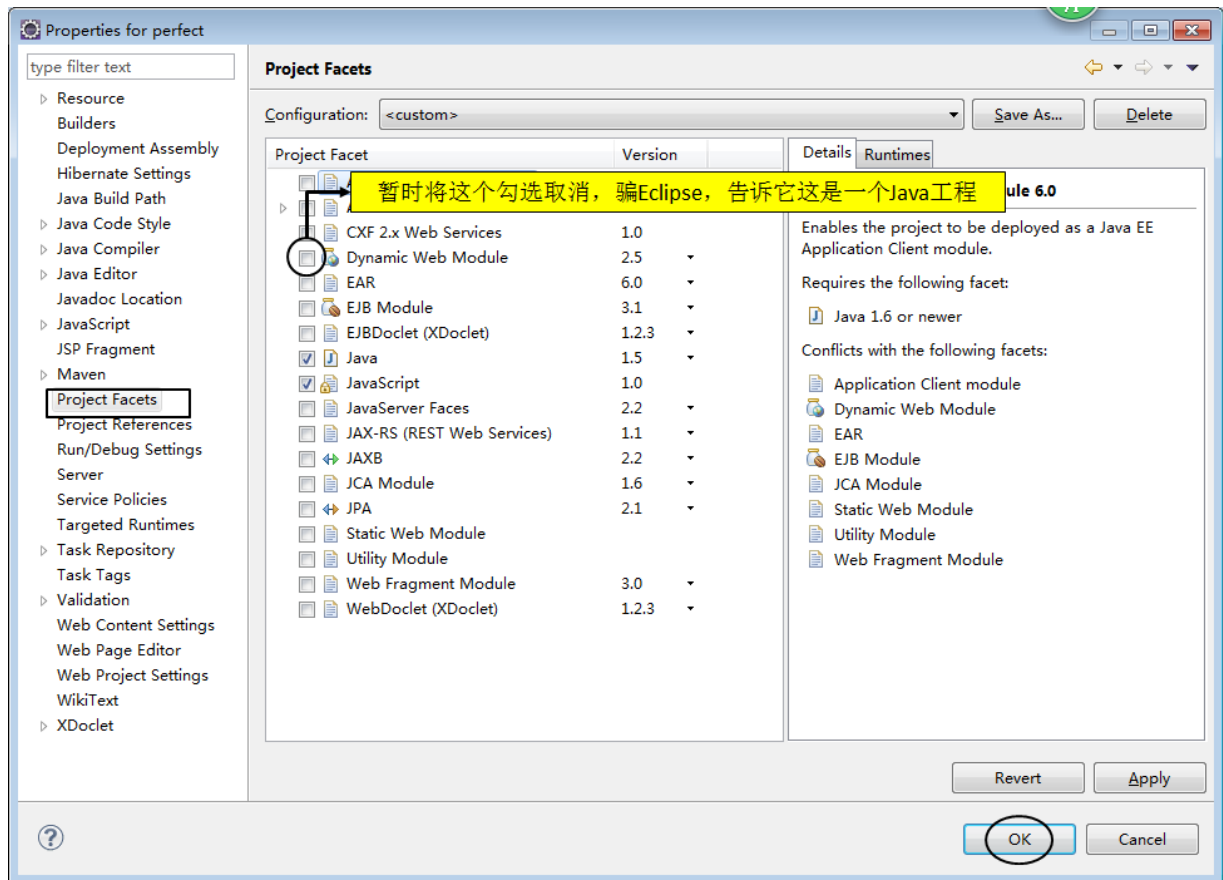 Properties for perfect
type filter text
Resource
Builders
Deployment Assembly
Hibernate Settings
Java Build Path
Java Code Style
Java Compiler
Java Editor
Javadoc Location
JavaScript
JSP Fragment
Maven
Project Facets
Project References
Run/Debug Settings
Server
Service Policies
Targeted Runtimes
Task Repository
Task Tags
Validation
Web Content Settings
Web Page Editor
Web Project Settings
WikiText
XDoclet
Project Facets
Configuration: <custom> Save As... Delete
Project Facet Version
暂时将这个勾选取消，骗Eclipse，告诉它这是一个Java工程
CXF 2.x Web Services 1.0
Dynamic Web Module 2.5
EAR 6.0
EJB Module 3.1
EJBDoclet (XDoclet) 1.2.3
Java 1.5
JavaScript 1.0
JavaServer Faces 2.2
JAX-RS (REST Web Services) 1.1
JAXB 2.2
JCA Module 1.6
JPA 2.1
Static Web Module
Utility Module
Web Fragment Module 3.0
WebDoclet (XDoclet) 1.2.3
Details Runtimes
6.0
Enables the project to be deployed as a Java EE
Application Client module.
Requires the following facet:
Java 1.6 or newer
Conflicts with the following facets:
Application Client module
Dynamic Web Module
EAR
EJB Module
JCA Module
Static Web Module
Utility Module
Web Fragment Module
Revert Apply
OK Cancel